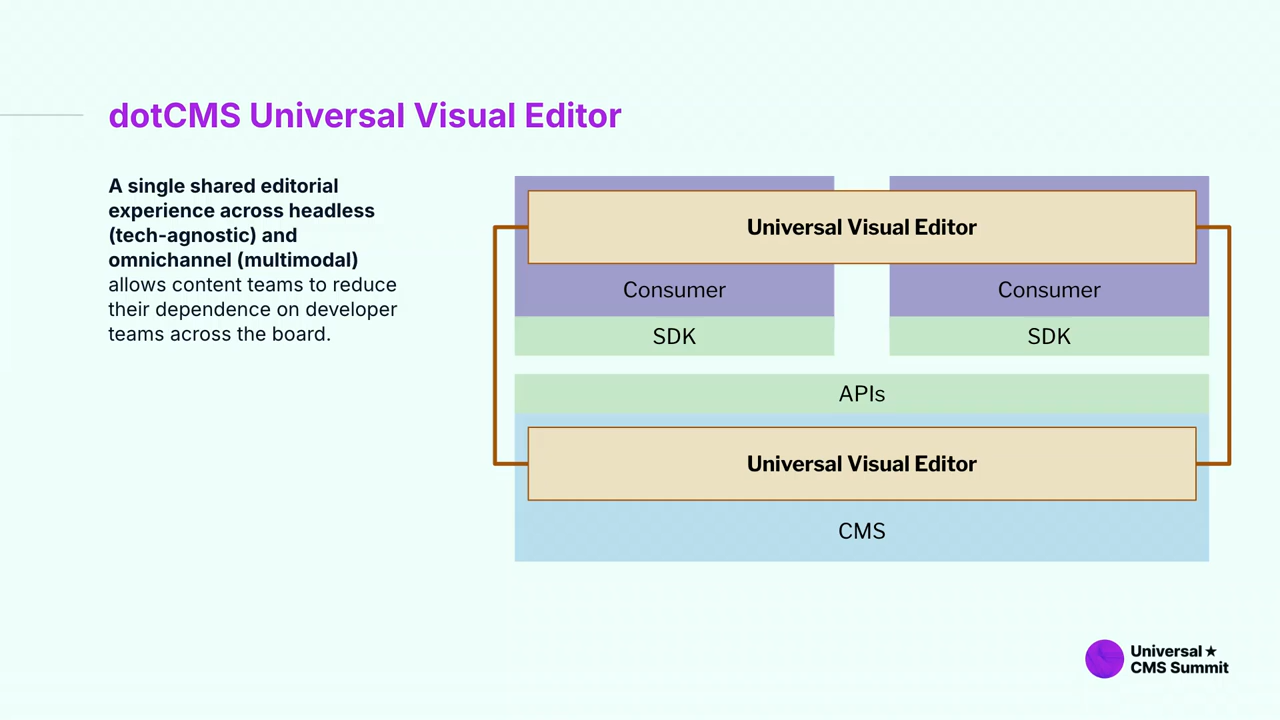 dotCMS Universal Visual Editor
A single shared editorial
experience across headless
(tech-agnostic) and
omnichannel (multimodal)
allows content teams to reduce
their dependence on developer
teams across the board.
Universal Visual Editor
Consumer
Consumer
SDK
SDK
APIs
Universal Visual Editor
CMS
Universal ★
CMS Summit